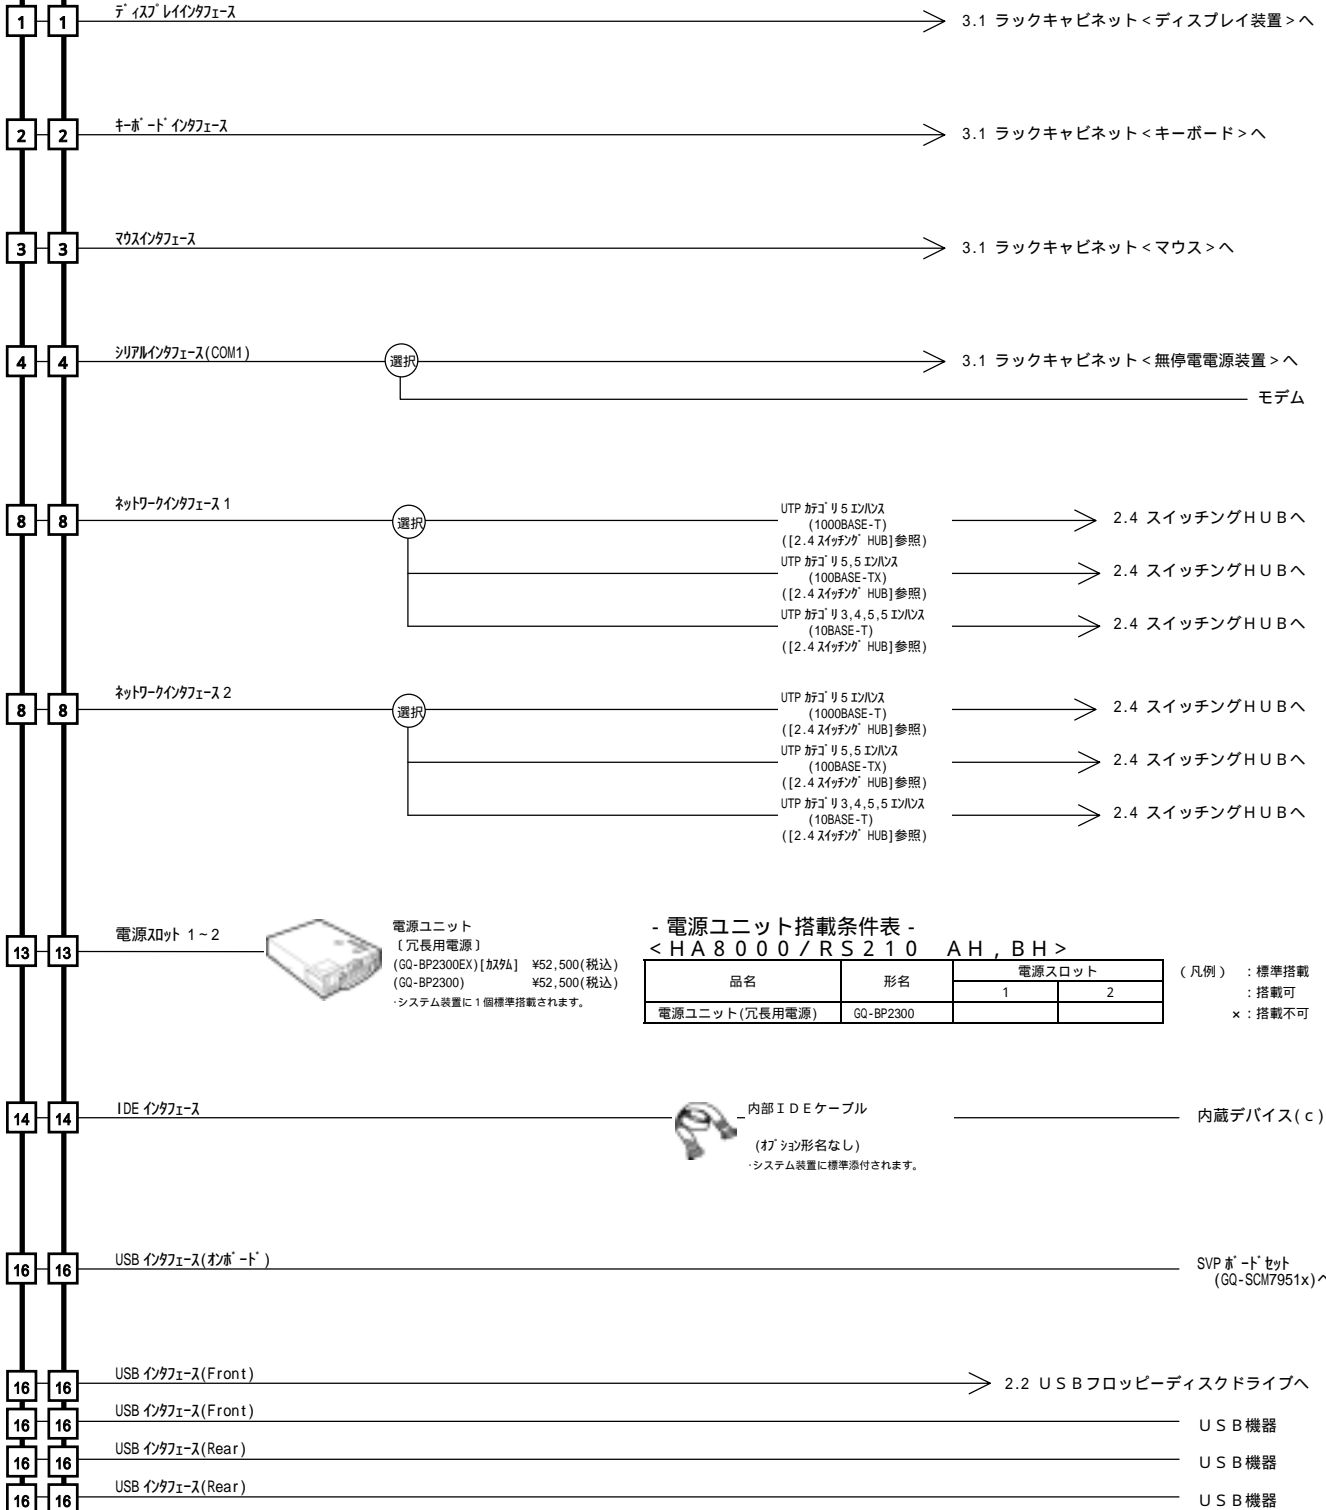 1 1 ディスプレイインタフェース 3.1 ラックキャビネット<ディスプレイ装置>へ
2 2 キーボードインタフェース 3.1 ラックキャビネット<キーボード>へ
3 3 マウスインタフェース 3.1 ラックキャビネット<マウス>へ
4 4 シリアルインタフェース(COM1) 選択 3.1 ラックキャビネット<無停電電源装置>へ
モデム
8 8 ネットワークインタフェース1 選択
UTP カテゴリ5エンハンス
(1000BASE-T)
([2.4スイッチング HUB]参照)
2.4 スイッチングHUBへ
UTP カテゴリ5,5エンハンス
(100BASE-TX)
([2.4スイッチング HUB]参照)
2.4 スイッチングHUBへ
UTP カテゴリ3,4,5,5エンハンス
(10BASE-T)
([2.4スイッチング HUB]参照)
2.4 スイッチングHUBへ
8 8 ネットワークインタフェース2 選択
UTP カテゴリ5エンハンス
(1000BASE-T)
([2.4スイッチング HUB]参照)
2.4 スイッチングHUBへ
UTP カテゴリ5,5エンハンス
(100BASE-TX)
([2.4スイッチング HUB]参照)
2.4 スイッチングHUBへ
UTP カテゴリ3,4,5,5エンハンス
(10BASE-T)
([2.4スイッチング HUB]参照)
2.4 スイッチングHUBへ
13 13 電源スロット 1~2
電源ユニット
〔冗長用電源〕
(GQ-BP2300EX)[カスタム] ¥52,500(税込)
(GQ-BP2300) ¥52,500(税込)
・システム装置に1個標準搭載されます。
- 電源ユニット搭載条件表 -
<HA8000/RS210 AH,BH>
品名 形名 電源スロット
1 2
電源ユニット(冗長用電源) GQ-BP2300
(凡例) :標準搭載
:搭載可
×:搭載不可
14 14 IDE インタフェース 内部IDEケーブル 内蔵デバイス(c)
(オプション形名なし)
・システム装置に標準添付されます。
16 16 USB インタフェース(オンボード) SVP ボードセット
(GQ-SCM7951x)へ
16 16 USB インタフェース(Front) 2.2 USBフロッピーディスクドライブへ
16 16 USB インタフェース(Front) USB機器
16 16 USB インタフェース(Rear) USB機器
16 16 USB インタフェース(Rear) USB機器